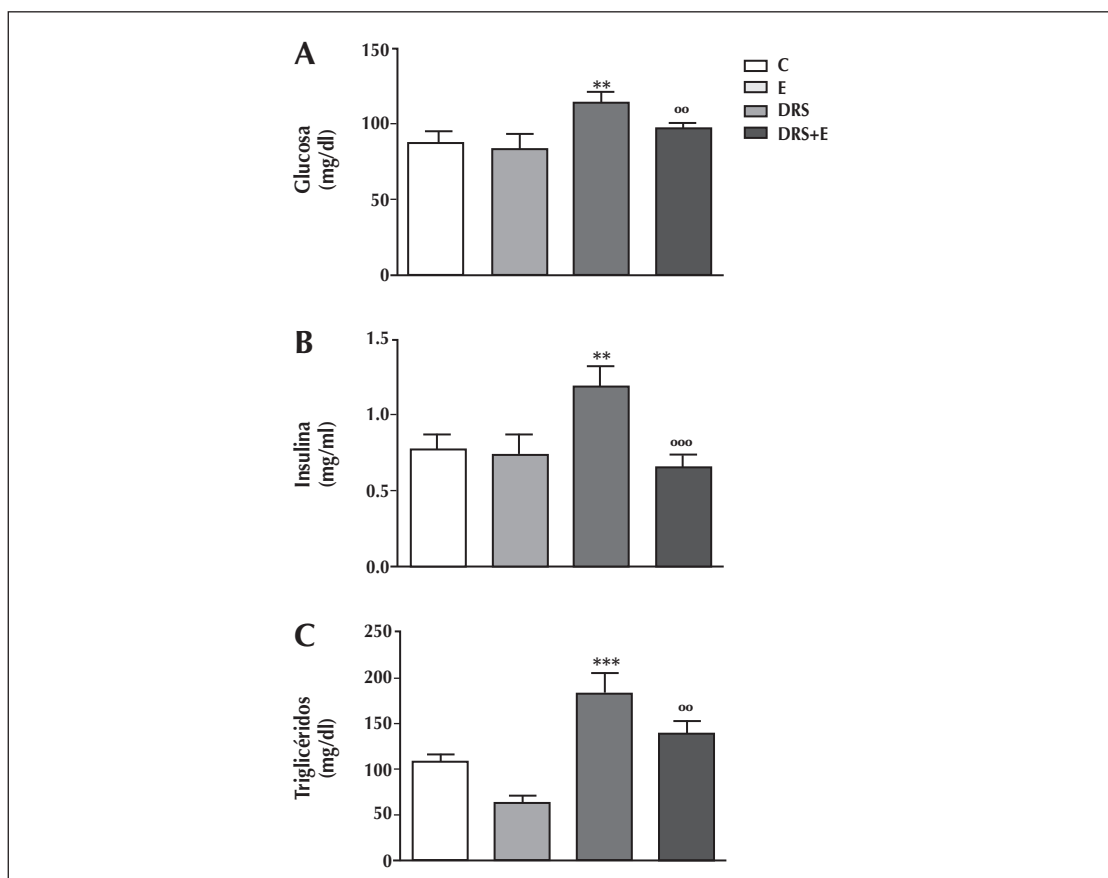 A
Glucosa
(mg/dl)
150
100
50
0
**
oo
C
E
DRS
DRS+E
B
Insulina
(mg/ml)
1.5
1.0
0.5
0.0
**
ooo
C
Triglicéridos
(mg/dl)
250
200
150
100
50
0
***
oo